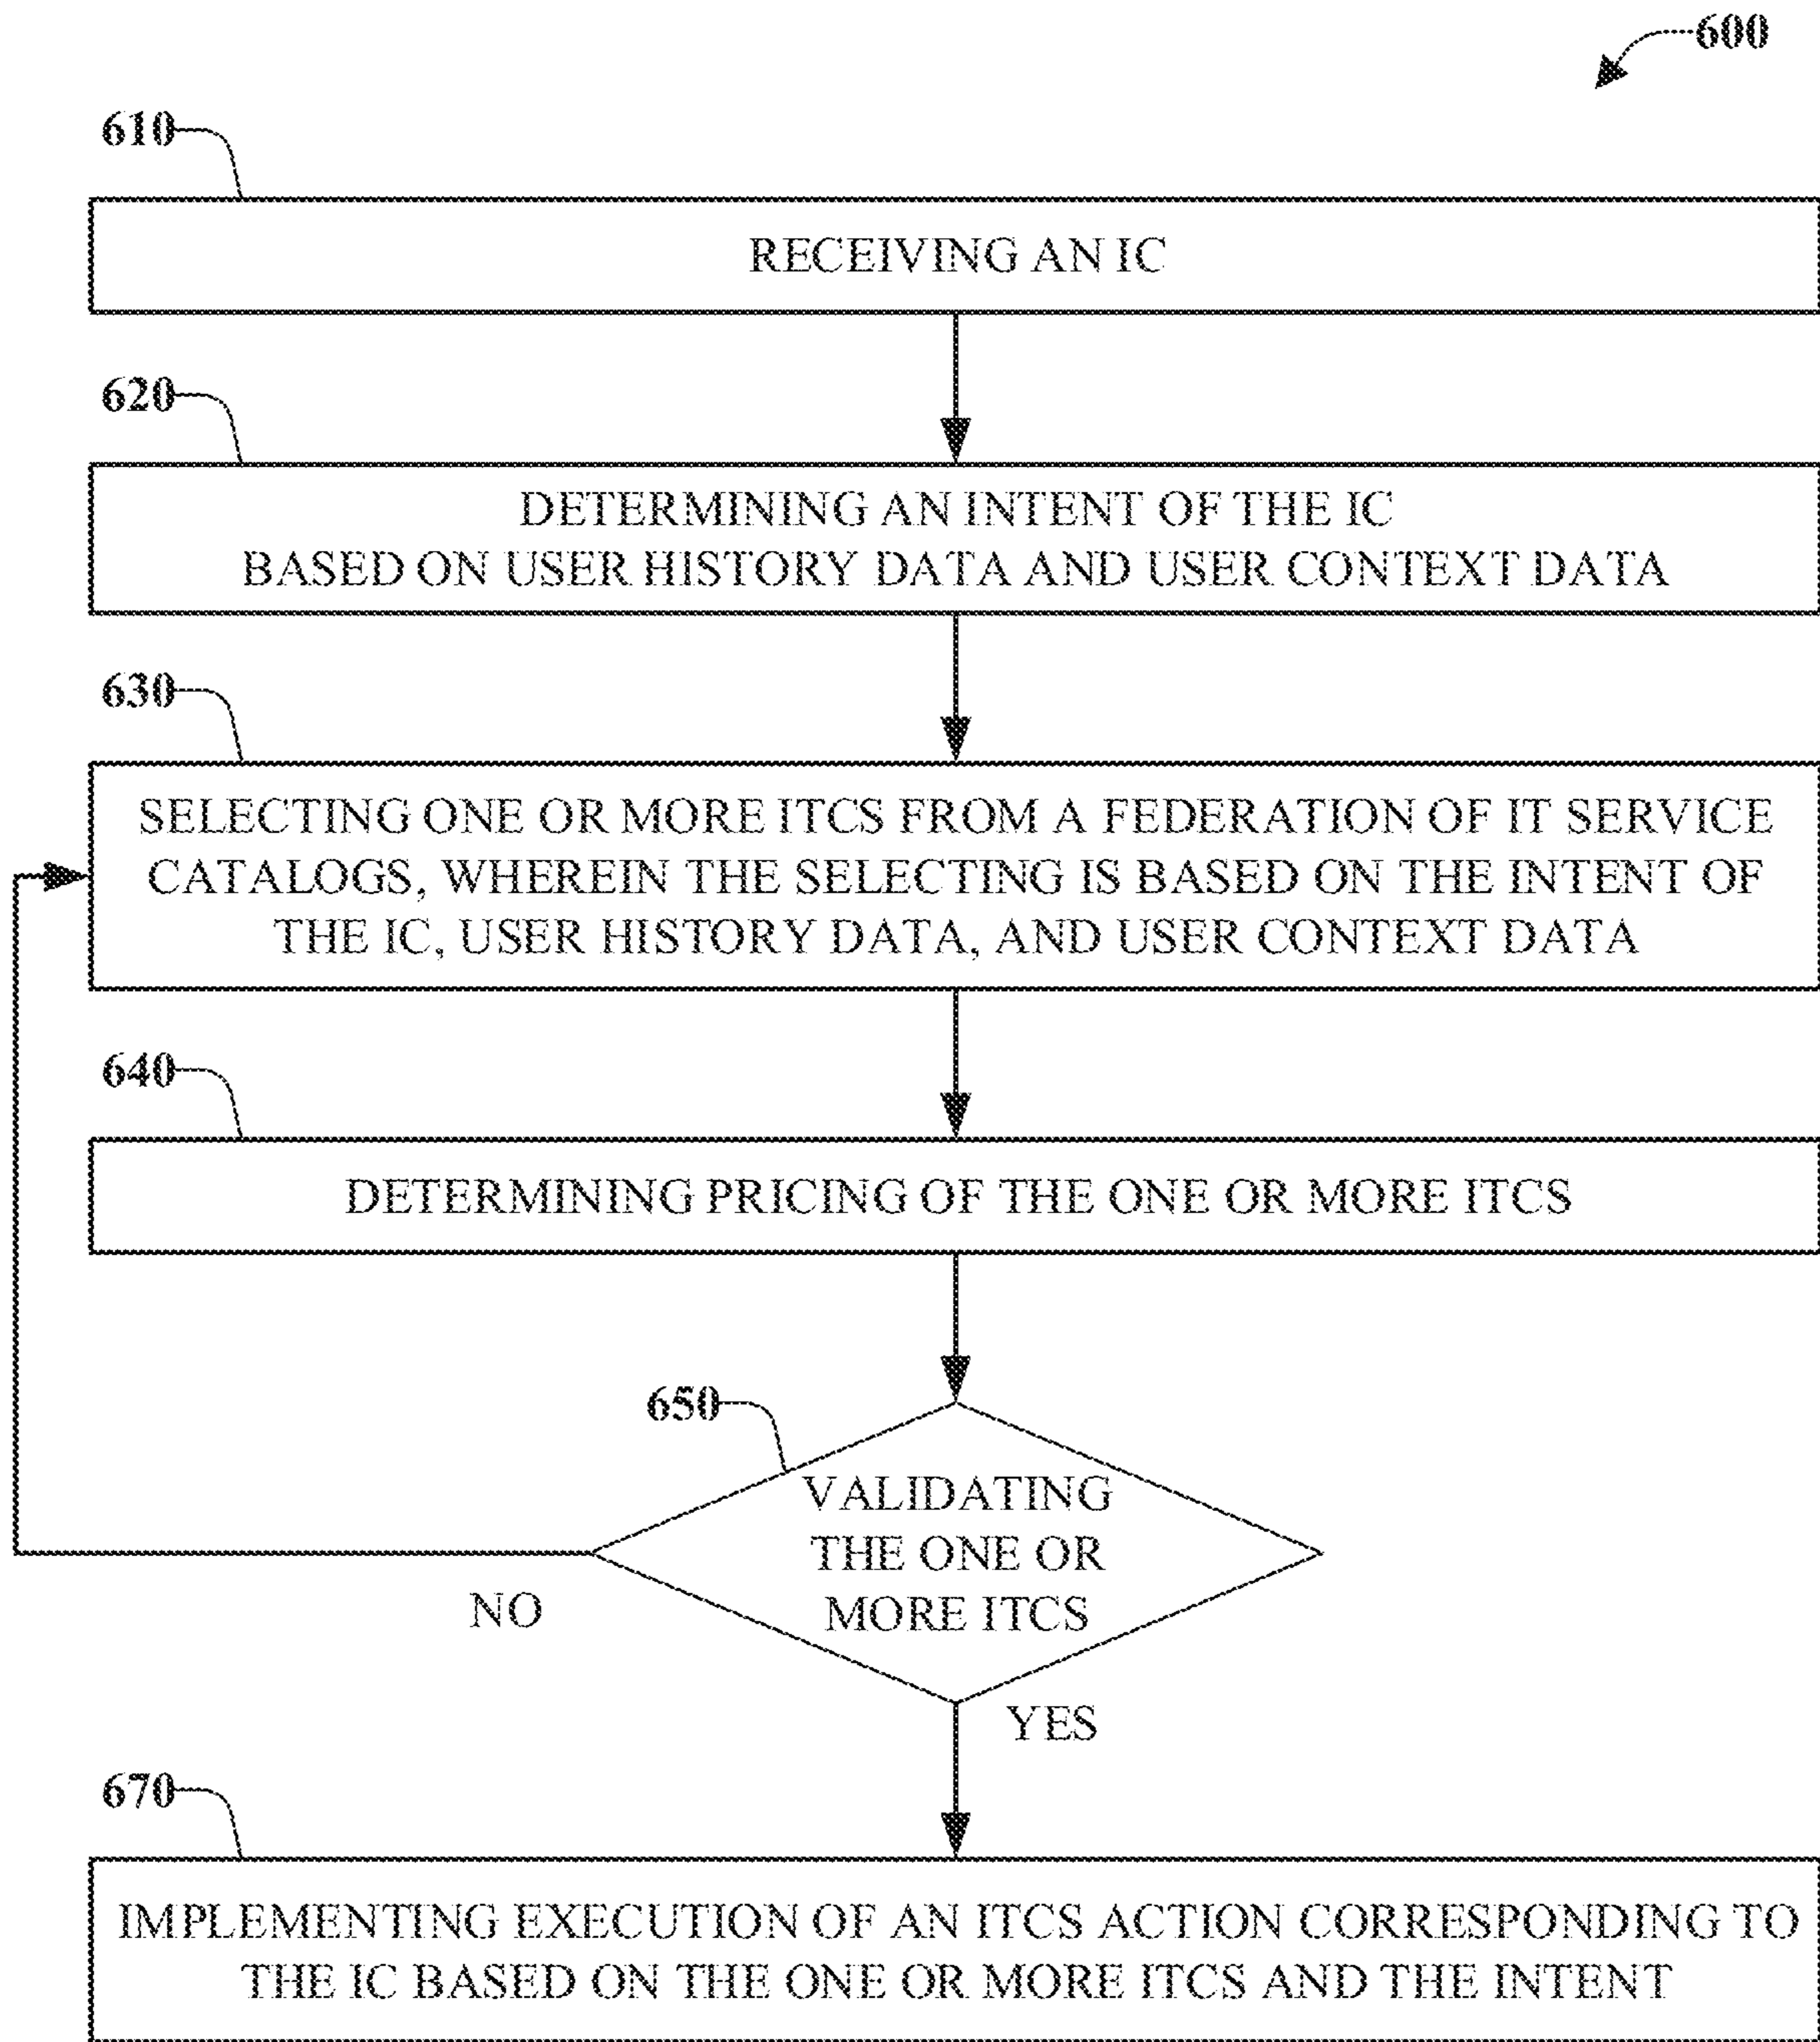 600
610
RECEIVING AN IC
620
DETERMINING AN INTENT OF THE IC
BASED ON USER HISTORY DATA AND USER CONTEXT DATA
630
SELECTING ONE OR MORE ITCS FROM A FEDERATION OF IT SERVICE
CATALOGS, WHEREIN THE SELECTING IS BASED ON THE INTENT OF
THE IC, USER HISTORY DATA, AND USER CONTEXT DATA
640
DETERMINING PRICING OF THE ONE OR MORE ITCS
650
VALIDATING
THE ONE OR
MORE ITCS
NO
YES
670
IMPLEMENTING EXECUTION OF AN ITCS ACTION CORRESPONDING TO
THE IC BASED ON THE ONE OR MORE ITCS AND THE INTENT